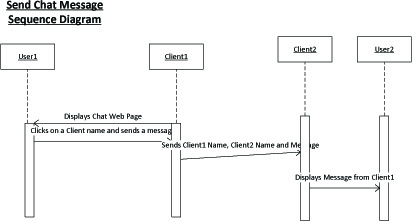 Send Chat Message
Sequence Diagram
User1
Client1
Client2
User2
Displays Chat Web Page
Clicks on a Client name and sends a messag
Sends Client1 Name, Client2 Name and Message
Displays Message from Client1